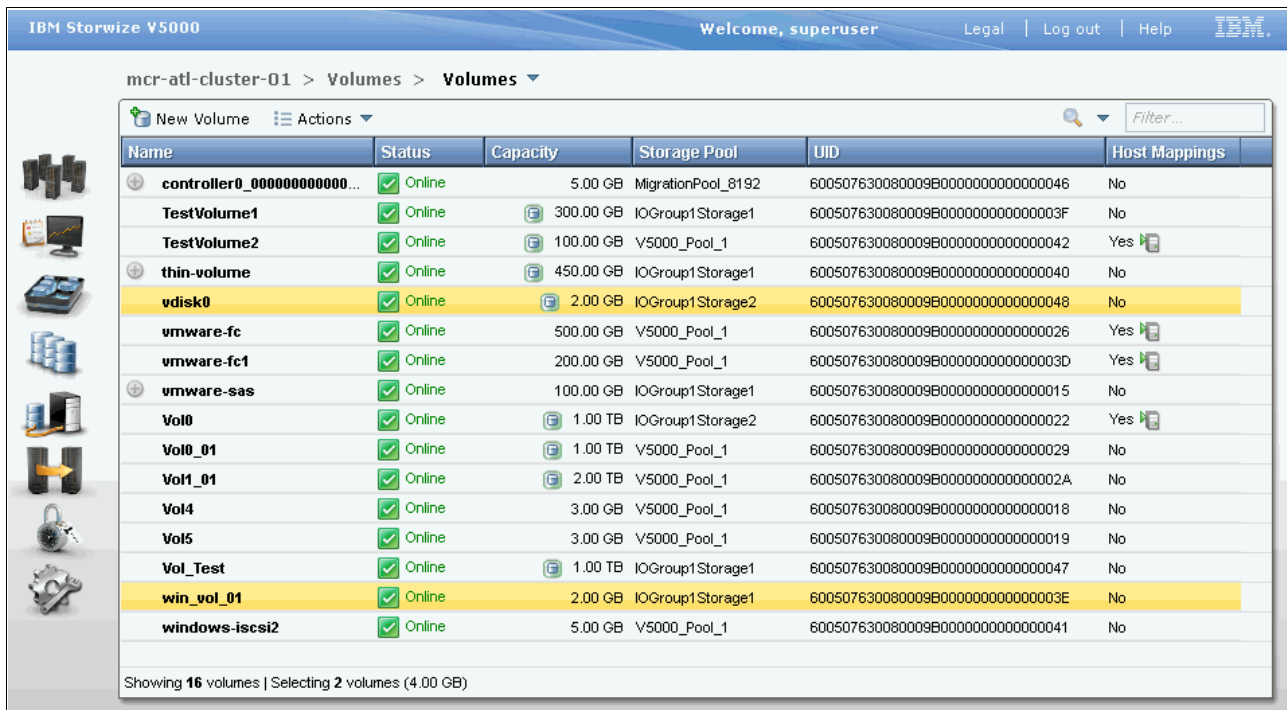 IBM Storwize V5000 Welcome, superuser Legal | Log out | Help IBM.
mcr-atl-cluster-01 > Volumes > Volumes
New Volume Actions Filter...
Name Status Capacity Storage Pool UID Host Mappings
controller0_000000000000... Online 5.00 GB MigrationPool_8192 600507630080009B0000000000000046 No
TestVolume1 Online 300.00 GB IOGroup1Storage1 600507630080009B000000000000003F No
TestVolume2 Online 100.00 GB V5000_Pool_1 600507630080009B0000000000000042 Yes
thin-volume Online 450.00 GB IOGroup1Storage1 600507630080009B0000000000000040 No
vdisk0 Online 2.00 GB IOGroup1Storage2 600507630080009B0000000000000048 No
vmware-fc Online 500.00 GB V5000_Pool_1 600507630080009B0000000000000026 Yes
vmware-fc1 Online 200.00 GB V5000_Pool_1 600507630080009B000000000000003D Yes
vmware-sas Online 100.00 GB IOGroup1Storage1 600507630080009B0000000000000015 No
Vol0 Online 1.00 TB IOGroup1Storage2 600507630080009B0000000000000022 Yes
Vol0_01 Online 1.00 TB V5000_Pool_1 600507630080009B0000000000000029 No
Vol1_01 Online 2.00 TB V5000_Pool_1 600507630080009B000000000000002A No
Vol4 Online 3.00 GB V5000_Pool_1 600507630080009B0000000000000018 No
Vol5 Online 3.00 GB V5000_Pool_1 600507630080009B0000000000000019 No
Vol_Test Online 1.00 TB IOGroup1Storage1 600507630080009B0000000000000047 No
win_vol_01 Online 2.00 GB IOGroup1Storage1 600507630080009B000000000000003E No
windows-iscsi2 Online 5.00 GB V5000_Pool_1 600507630080009B0000000000000041 No
Showing 16 volumes | Selecting 2 volumes (4.00 GB)